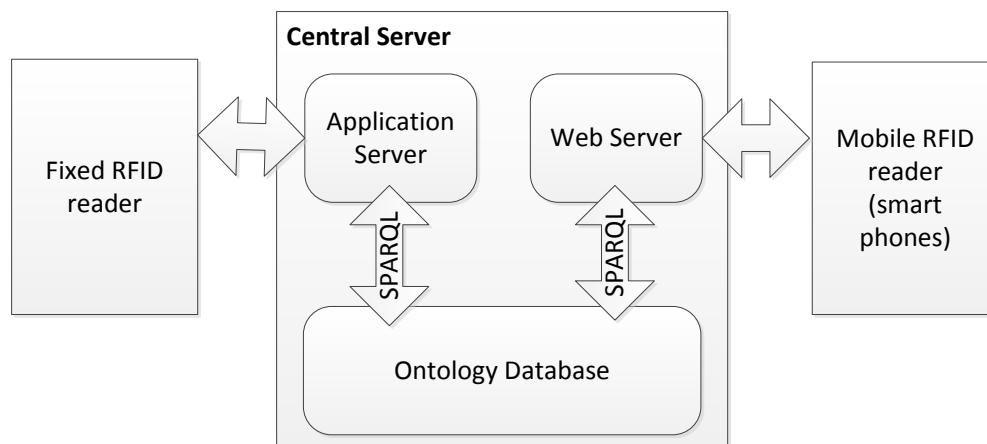 Central Server
Fixed RFID
reader
Application
Server
Web Server
Mobile RFID
reader
(smart
phones)
SPARQL
SPARQL
Ontology Database